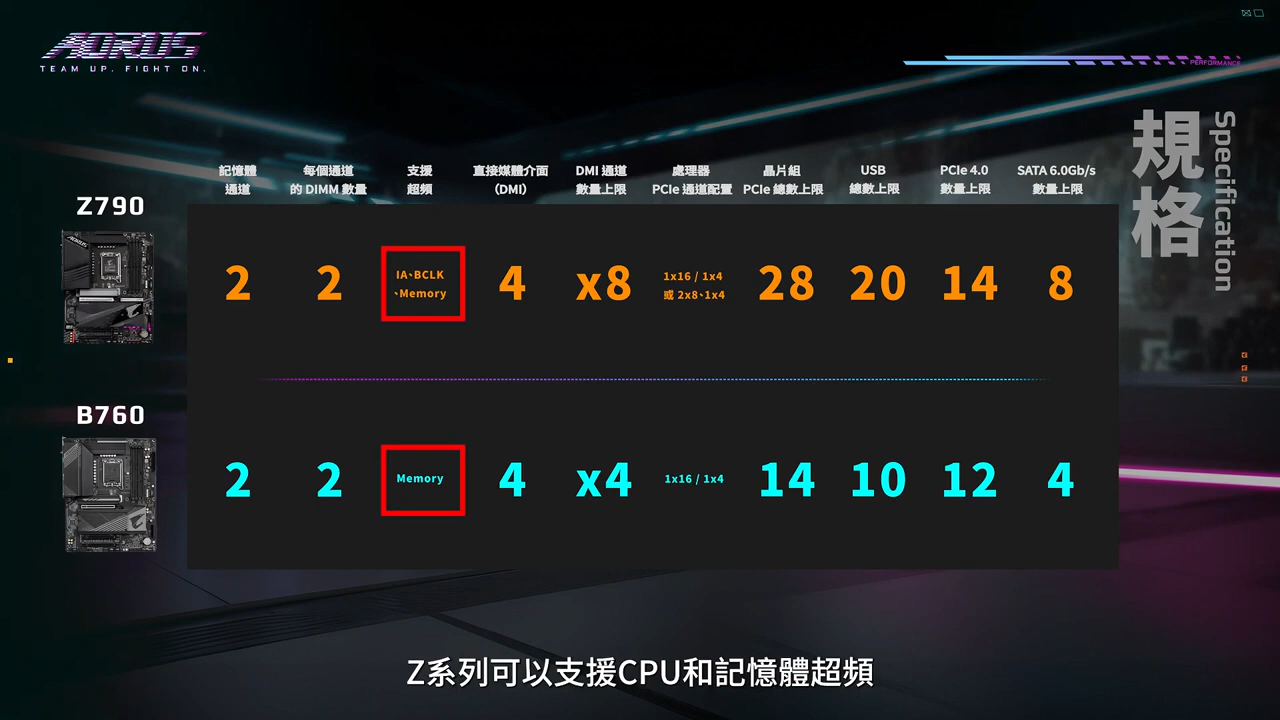 AORUS
TEAM UP. FIGHT ON.
PERFORMANCE
規格
Specification
記憶體
通道
每個通道
的 DIMM 數量
支援
超頻
直接媒體介面
(DMI)
DMI 通道
數量上限
處理器
PCIe 通道配置
晶片組
PCIe 總數上限
USB
總數上限
PCIe 4.0
數量上限
SATA 6.0Gb/s
數量上限
Z790
2
2
IA、BCLK
、Memory
4
x8
1x16 / 1x4
或 2x8、1x4
28
20
14
8
B760
2
2
Memory
4
x4
1x16 / 1x4
14
10
12
4
Z系列可以支援CPU和記憶體超頻